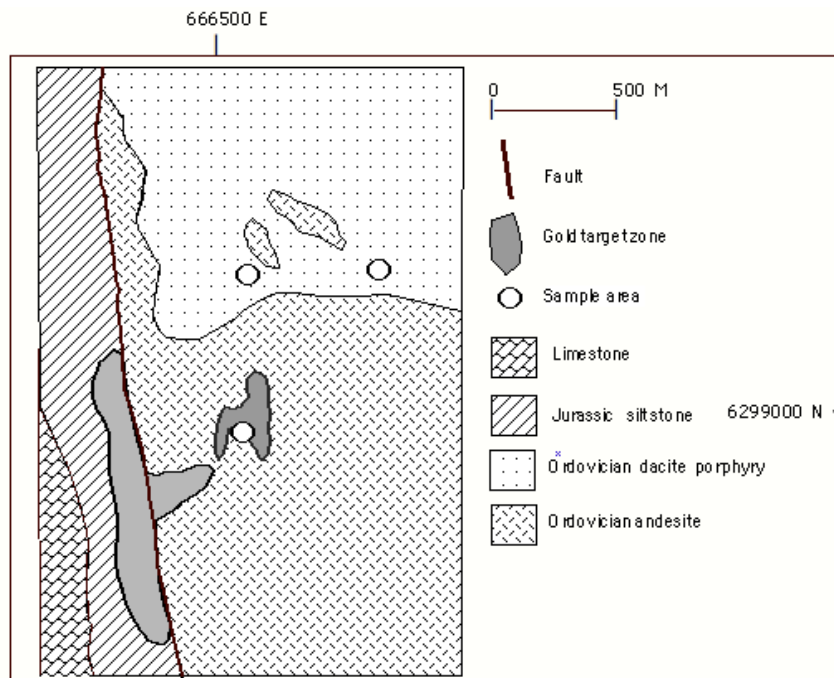 666500 E
0 500 M
Fault
Gold target zone
Sample area
Limestone
Jurassic siltstone 6299000 N
Ordovician dacite porphyry
Ordovician andesite